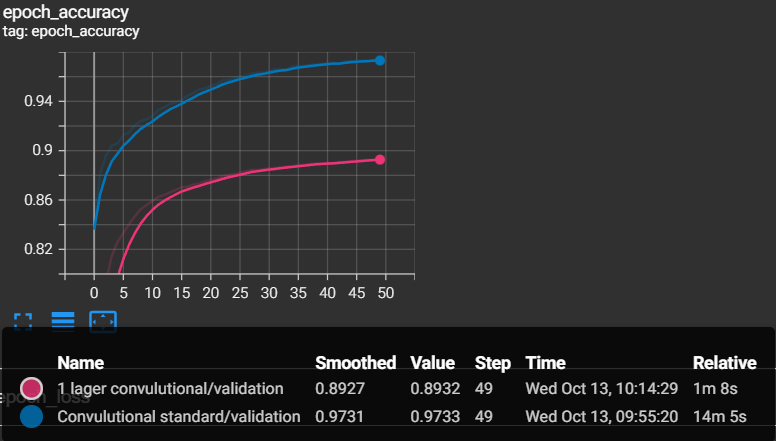 epoch_accuracy
tag: epoch_accuracy
0.94
0.9
0.86
0.82
0 5 10 15 20 25 30 35 40 45 50
Name Smoothed Value Step Time Relative
1 lager convulutional/validation 0.8927 0.8932 49 Wed Oct 13, 10:14:29 1m 8s
epoch_loss
Convulutional standard/validation 0.9731 0.9733 49 Wed Oct 13, 09:55:20 14m 5s